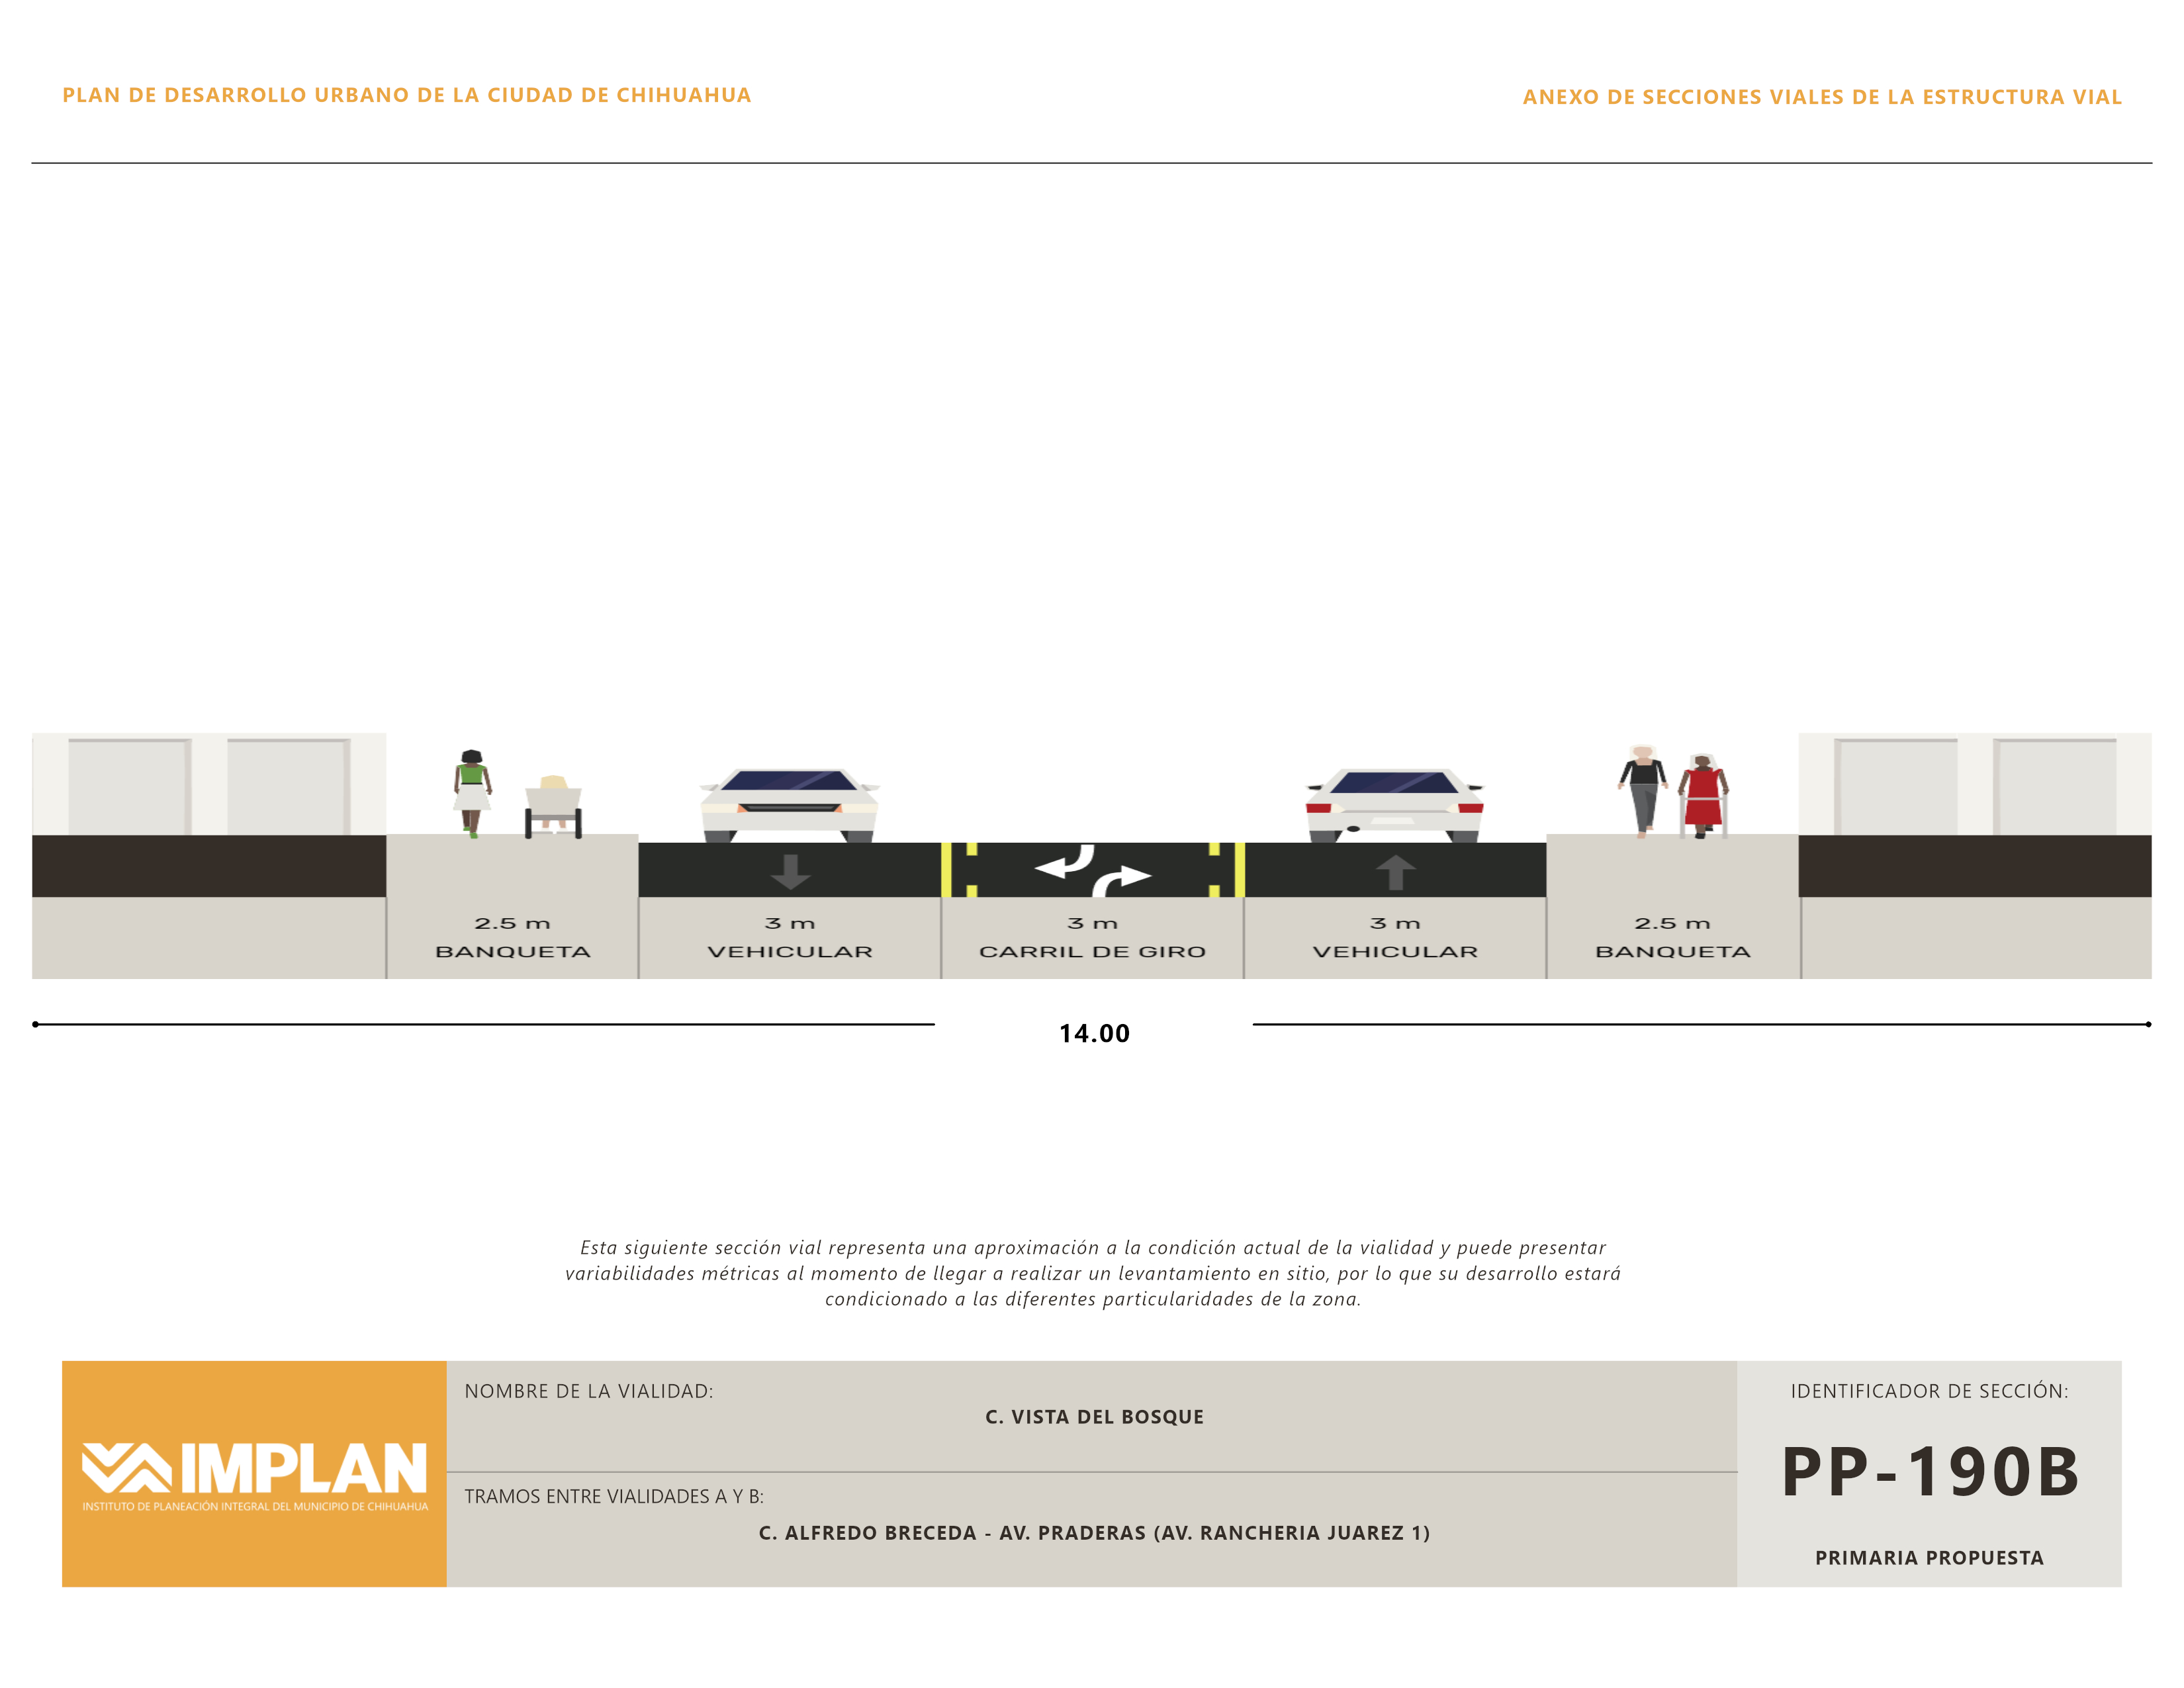 PLAN DE DESARROLLO URBANO DE LA CIUDAD DE CHIHUAHUA
ANEXO DE SECCIONES VIALES DE LA ESTRUCTURA VIAL
2.5 m
BANQUETA
3 m
VEHICULAR
3 m
CARRIL DE GIRO
3 m
VEHICULAR
2.5 m
BANQUETA
14.00
Esta siguiente sección vial representa una aproximación a la condición actual de la vialidad y puede presentar
variabilidades métricas al momento de llegar a realizar un levantamiento en sitio, por lo que su desarrollo estará
condicionado a las diferentes particularidades de la zona.
IMPLAN
INSTITUTO DE PLANEACIÓN INTEGRAL DEL MUNICIPIO DE CHIHUAHUA
NOMBRE DE LA VIALIDAD:
C. VISTA DEL BOSQUE
TRAMOS ENTRE VIALIDADES A Y B:
C. ALFREDO BRECEDA - AV. PRADERAS (AV. RANCHERIA JUAREZ 1)
IDENTIFICADOR DE SECCIÓN:
PP-190B
PRIMARIA PROPUESTA